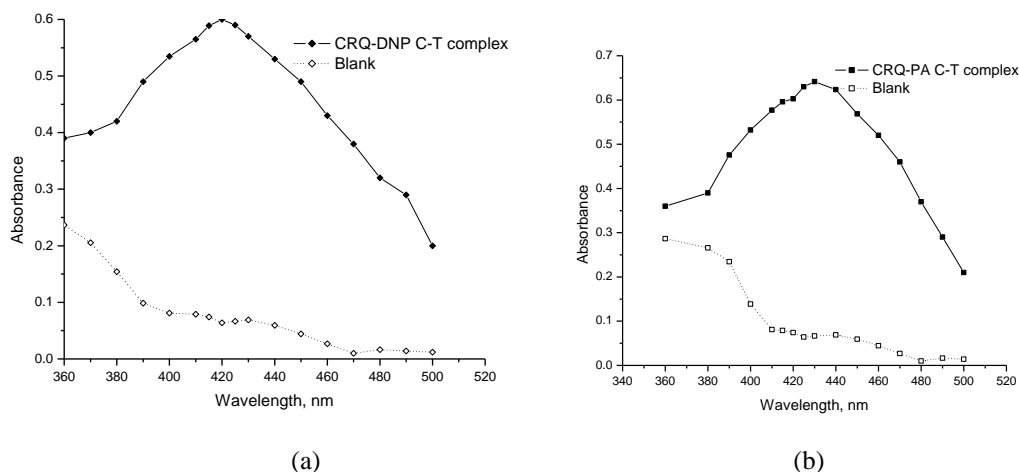 0.6
0.5
0.4
0.3
0.2
0.1
0.0
Absorbance
CRQ-DNP C-T complex
Blank
360 380 400 420 440 460 480 500 520
Wavelength, nm
(a)
0.7
0.6
0.5
0.4
0.3
0.2
0.1
0.0
Absorbance
CRQ-PA C-T complex
Blank
340 360 380 400 420 440 460 480 500 520
Wavelength, nm
(b)